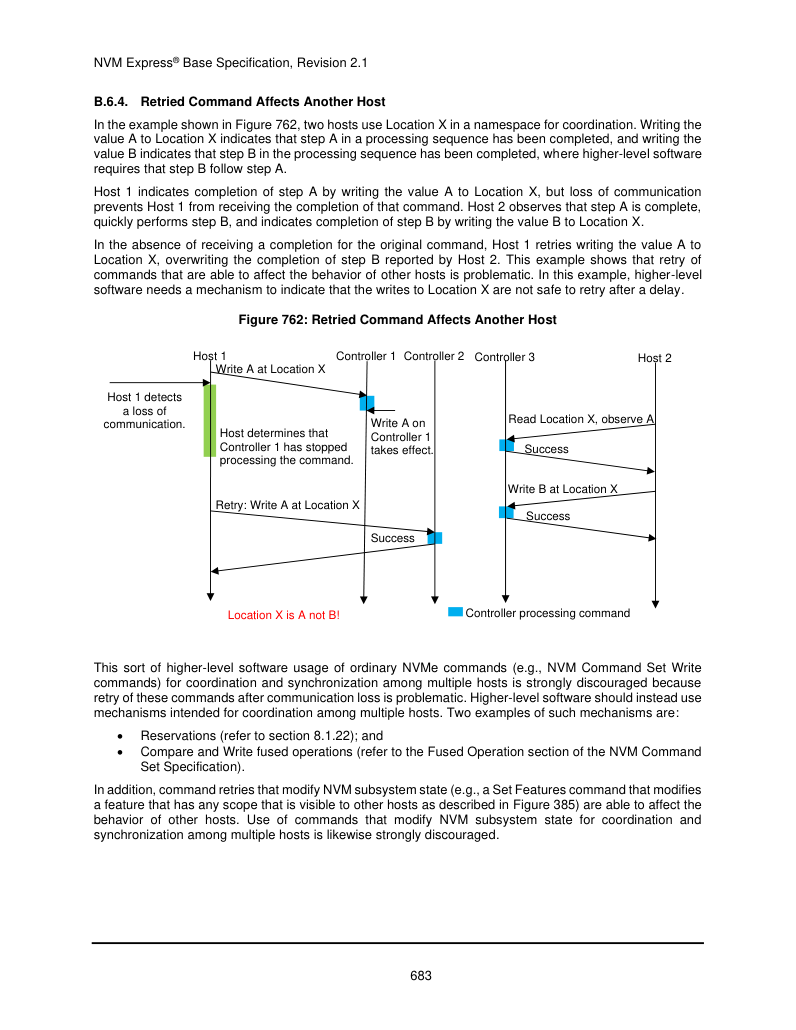 NVM Express® Base Specification, Revision 2.1
B.6.4. Retried Command Affects Another Host
In the example shown in Figure 762, two hosts use Location X in a namespace for coordination. Writing the
value A to Location X indicates that step A in a processing sequence has been completed, and writing the
value B indicates that step B in the processing sequence has been completed, where higher-level software
requires that step B follow step A.
Host 1 indicates completion of step A by writing the value A to Location X, but loss of communication
prevents Host 1 from receiving the completion of that command. Host 2 observes that step A is complete,
quickly performs step B, and indicates completion of step B by writing the value B to Location X.
In the absence of receiving a completion for the original command, Host 1 retries writing the value A to
Location X, overwriting the completion of step B reported by Host 2. This example shows that retry of
commands that are able to affect the behavior of other hosts is problematic. In this example, higher-level
software needs a mechanism to indicate that the writes to Location X are not safe to retry after a delay.
Figure 762: Retried Command Affects Another Host
Host 1
Controller 1
Controller 2
Controller 3
Host 2
Write A at Location X
Host 1 detects
a loss of
communication.
Host determines that
Controller 1 has stopped
processing the command.
Write A on
Controller 1
takes effect.
Read Location X, observe A
Success
Write B at Location X
Success
Retry: Write A at Location X
Success
Location X is A not B!
Controller processing command
This sort of higher-level software usage of ordinary NVMe commands (e.g., NVM Command Set Write
commands) for coordination and synchronization among multiple hosts is strongly discouraged because
retry of these commands after communication loss is problematic. Higher-level software should instead use
mechanisms intended for coordination among multiple hosts. Two examples of such mechanisms are:
• Reservations (refer to section 8.1.22); and
• Compare and Write fused operations (refer to the Fused Operation section of the NVM Command
Set Specification).
In addition, command retries that modify NVM subsystem state (e.g., a Set Features command that modifies
a feature that has any scope that is visible to other hosts as described in Figure 385) are able to affect the
behavior of other hosts. Use of commands that modify NVM subsystem state for coordination and
synchronization among multiple hosts is likewise strongly discouraged.
683